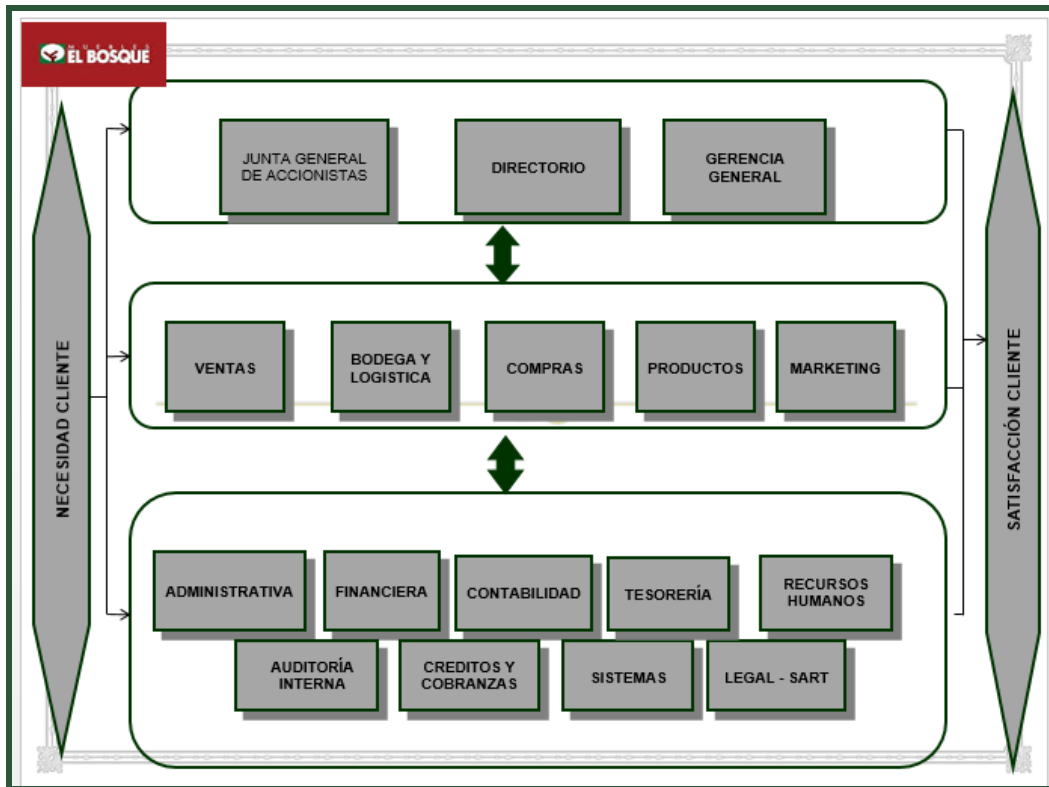 MUEBLES
EL BOSQUE
JUNTA GENERAL
DE ACCIONISTAS
DIRECTORIO
GERENCIA
GENERAL
NECESIDAD CLIENTE
VENTAS
BODEGA Y
LOGISTICA
COMPRAS
PRODUCTOS
MARKETING
SATISFACCIÓN CLIENTE
ADMINISTRATIVA
FINANCIERA
CONTABILIDAD
TESORERÍA
RECURSOS
HUMANOS
AUDITORÍA
INTERNA
CREDITOS Y
COBRANZAS
SISTEMAS
LEGAL - SART